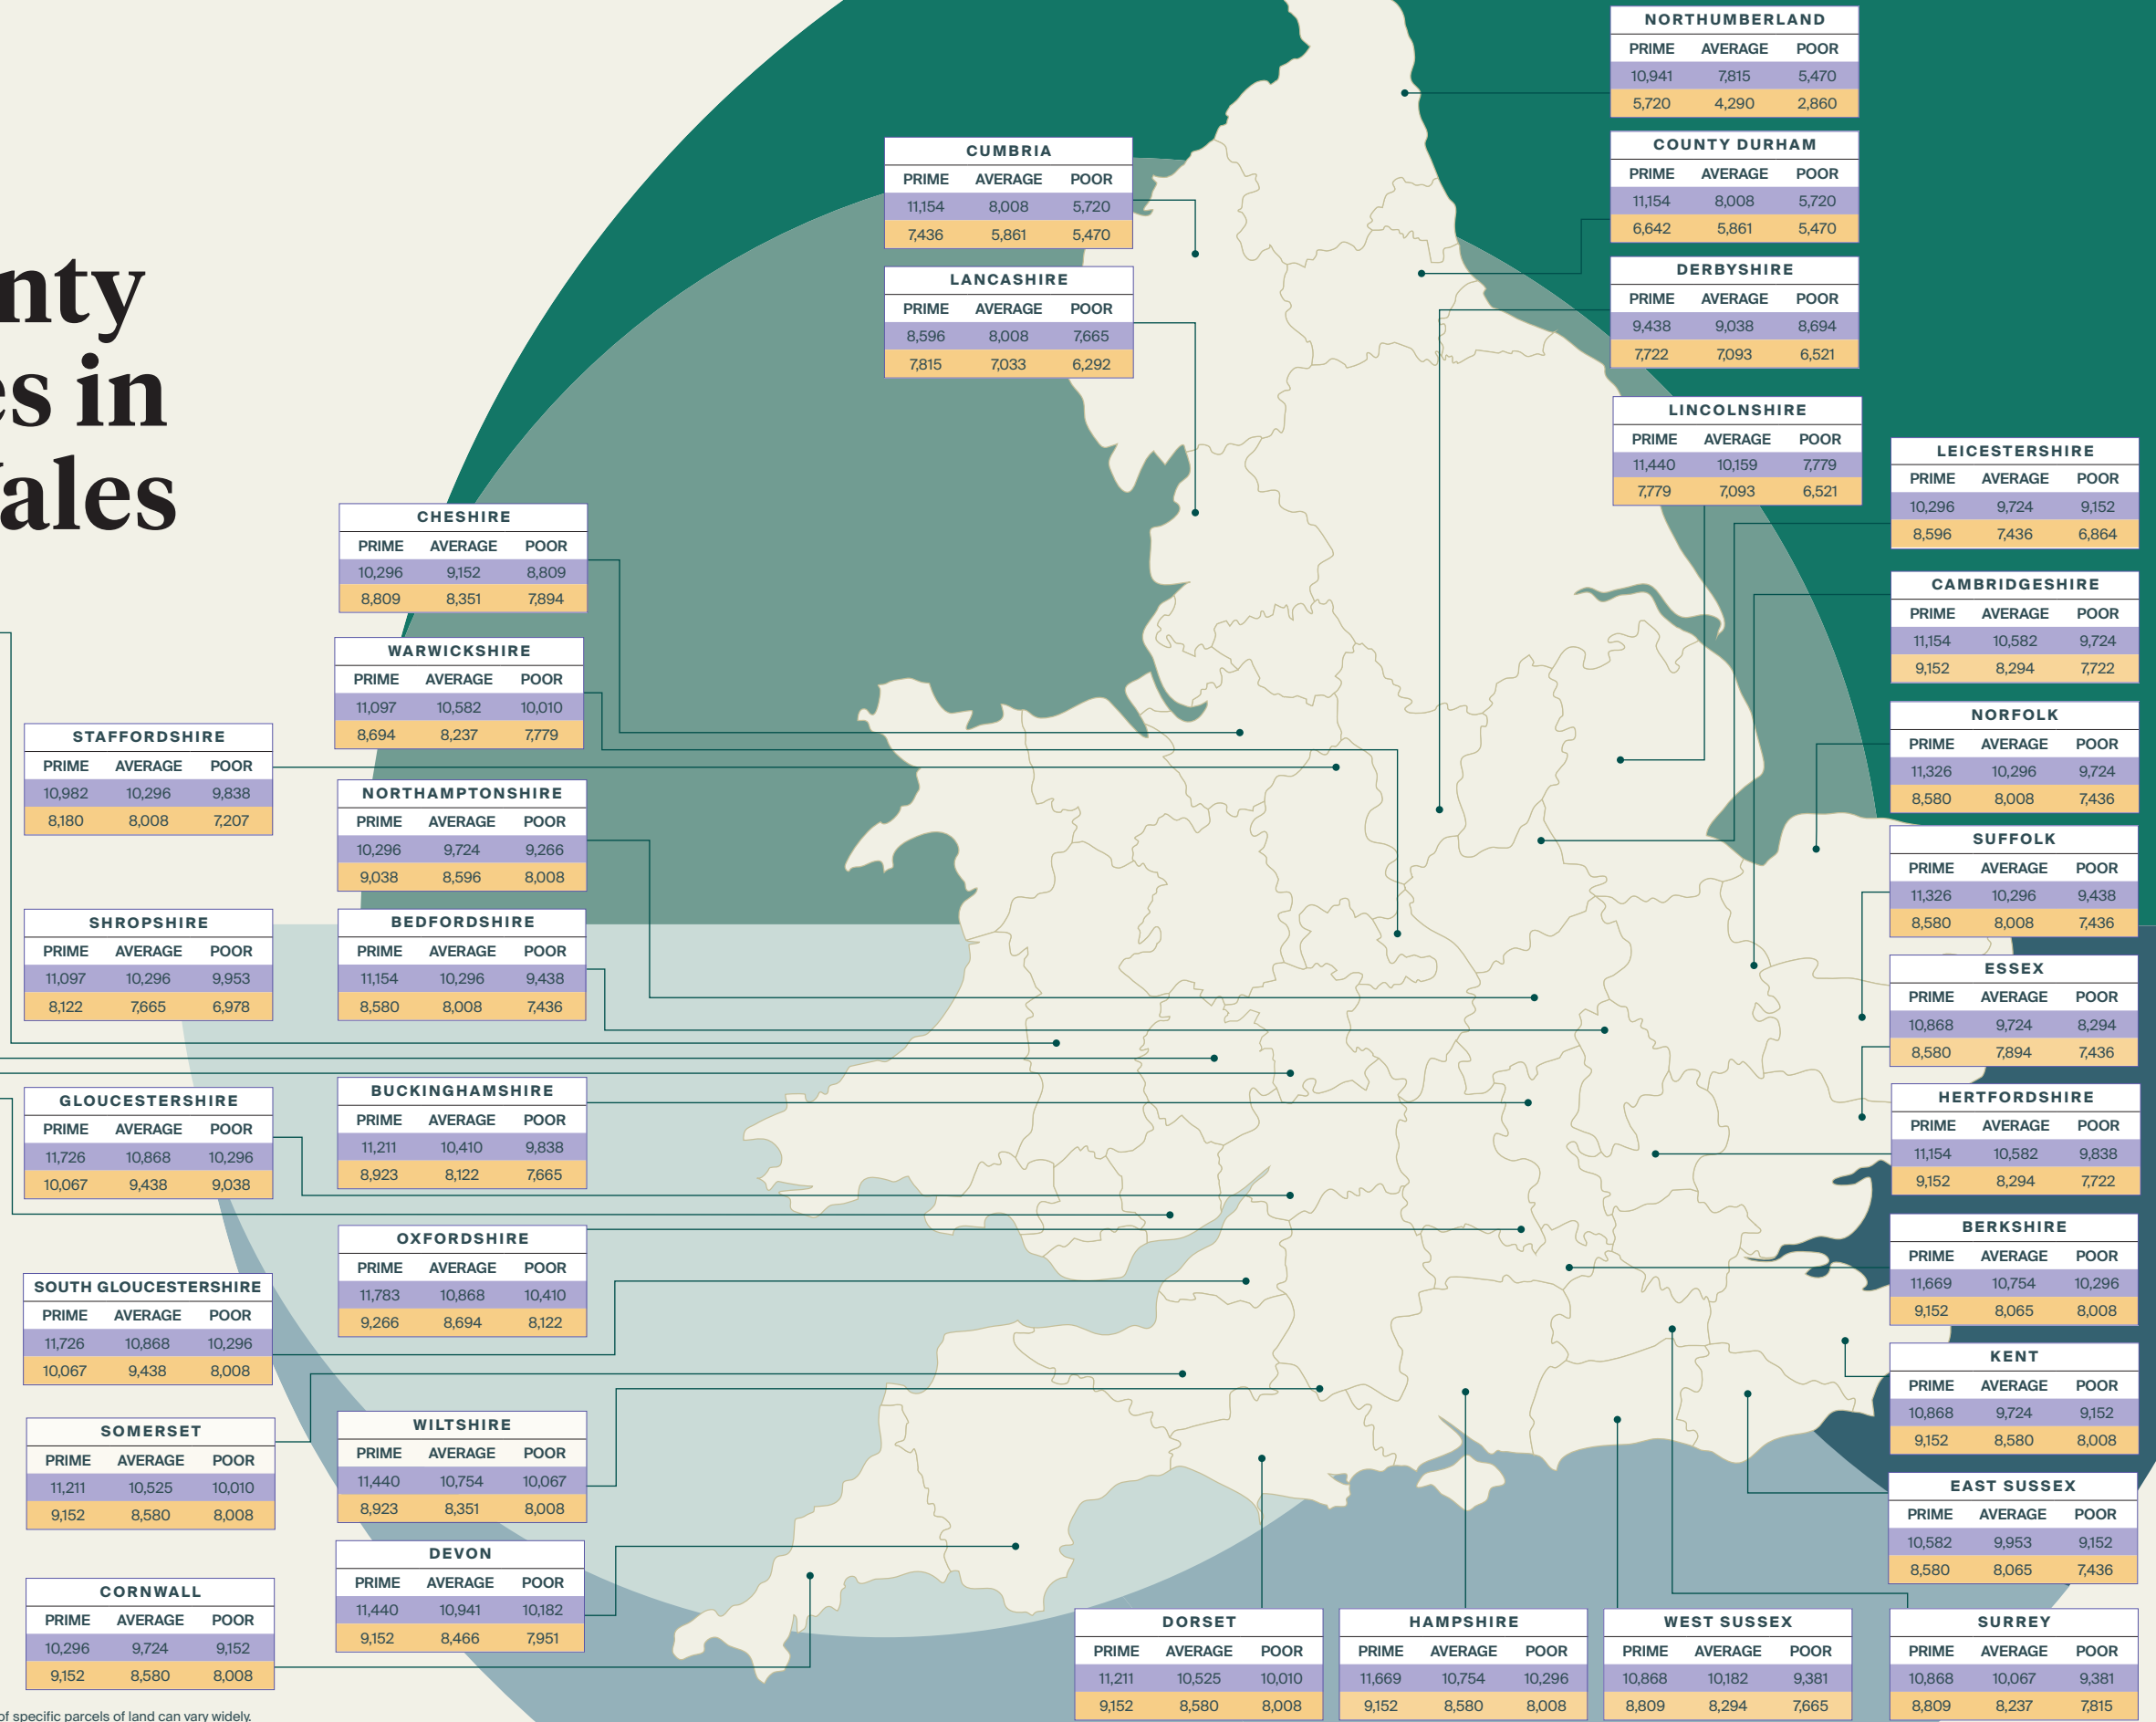 nty
es in
Vales
NORTHUMBERLAND
PRIME AVERAGE POOR
10,941 7,815 5,470
5,720 4,290 2,860
CUMBRIA
PRIME AVERAGE POOR
11,154 8,008 5,720
7,436 5,861 5,470
COUNTY DURHAM
PRIME AVERAGE POOR
11,154 8,008 5,720
6,642 5,861 5,470
LANCASHIRE
PRIME AVERAGE POOR
8,596 8,008 7,665
7,815 7,033 6,292
DERBYSHIRE
PRIME AVERAGE POOR
9,438 9,038 8,694
7,722 7,093 6,521
LINCOLNSHIRE
PRIME AVERAGE POOR
11,440 10,159 7,779
7,779 7,093 6,521
LEICESTERSHIRE
PRIME AVERAGE POOR
10,296 9,724 9,152
8,596 7,436 6,864
CHESHIRE
PRIME AVERAGE POOR
10,296 9,152 8,809
8,809 8,351 7,894
CAMBRIDGESHIRE
PRIME AVERAGE POOR
11,154 10,582 9,724
9,152 8,294 7,722
WARWICKSHIRE
PRIME AVERAGE POOR
11,097 10,582 10,010
8,694 8,237 7,779
NORFOLK
PRIME AVERAGE POOR
11,326 10,296 9,724
8,580 8,008 7,436
STAFFORDSHIRE
PRIME AVERAGE POOR
10,982 10,296 9,838
8,180 8,008 7,207
NORTHAMPTONSHIRE
PRIME AVERAGE POOR
10,296 9,724 9,266
9,038 8,596 8,008
SUFFOLK
PRIME AVERAGE POOR
11,326 10,296 9,438
8,580 8,008 7,436
SHROPSHIRE
PRIME AVERAGE POOR
11,097 10,296 9,953
8,122 7,665 6,978
BEDFORDSHIRE
PRIME AVERAGE POOR
11,154 10,296 9,438
8,580 8,008 7,436
ESSEX
PRIME AVERAGE POOR
10,868 9,724 8,294
8,580 7,894 7,436
GLOUCESTERSHIRE
PRIME AVERAGE POOR
11,726 10,868 10,296
10,067 9,438 9,038
BUCKINGHAMSHIRE
PRIME AVERAGE POOR
11,211 10,410 9,838
8,923 8,122 7,665
HERTFORDSHIRE
PRIME AVERAGE POOR
11,154 10,582 9,838
9,152 8,294 7,722
OXFORDSHIRE
PRIME AVERAGE POOR
11,783 10,868 10,410
9,266 8,694 8,122
BERKSHIRE
PRIME AVERAGE POOR
11,669 10,754 10,296
9,152 8,065 8,008
SOUTH GLOUCESTERSHIRE
PRIME AVERAGE POOR
11,726 10,868 10,296
10,067 9,438 8,008
KENT
PRIME AVERAGE POOR
10,868 9,724 9,152
9,152 8,580 8,008
SOMERSET
PRIME AVERAGE POOR
11,211 10,525 10,010
9,152 8,580 8,008
WILTSHIRE
PRIME AVERAGE POOR
11,440 10,754 10,067
8,923 8,351 8,008
EAST SUSSEX
PRIME AVERAGE POOR
10,582 9,953 9,152
8,580 8,065 7,436
DEVON
PRIME AVERAGE POOR
11,440 10,941 10,182
9,152 8,466 7,951
CORNWALL
PRIME AVERAGE POOR
10,296 9,724 9,152
9,152 8,580 8,008
DORSET
PRIME AVERAGE POOR
11,211 10,525 10,010
9,152 8,580 8,008
HAMPSHIRE
PRIME AVERAGE POOR
11,669 10,754 10,296
9,152 8,580 8,008
WEST SUSSEX
PRIME AVERAGE POOR
10,868 10,182 9,381
8,809 8,294 7,665
SURREY
PRIME AVERAGE POOR
10,868 10,067 9,381
8,809 8,237 7,815
of specific parcels of land can vary widely.